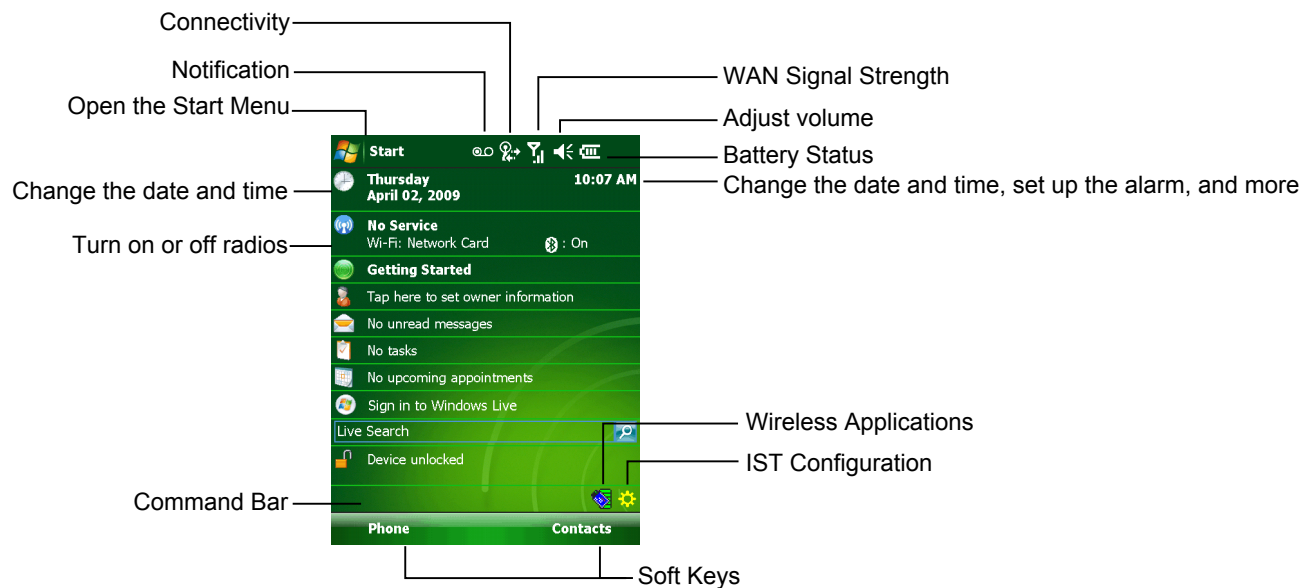 Connectivity
Notification
WAN Signal Strength
Open the Start Menu
Adjust volume
Start
Battery Status
Change the date and time
Thursday 10:07 AM
April 02, 2009
Change the date and time, set up the alarm, and more
Turn on or off radios
No Service
Wi-Fi: Network Card : On
Getting Started
Tap here to set owner information
No unread messages
No tasks
No upcoming appointments
Sign in to Windows Live
Live Search
Wireless Applications
Device unlocked
IST Configuration
Command Bar
Phone Contacts
Soft Keys